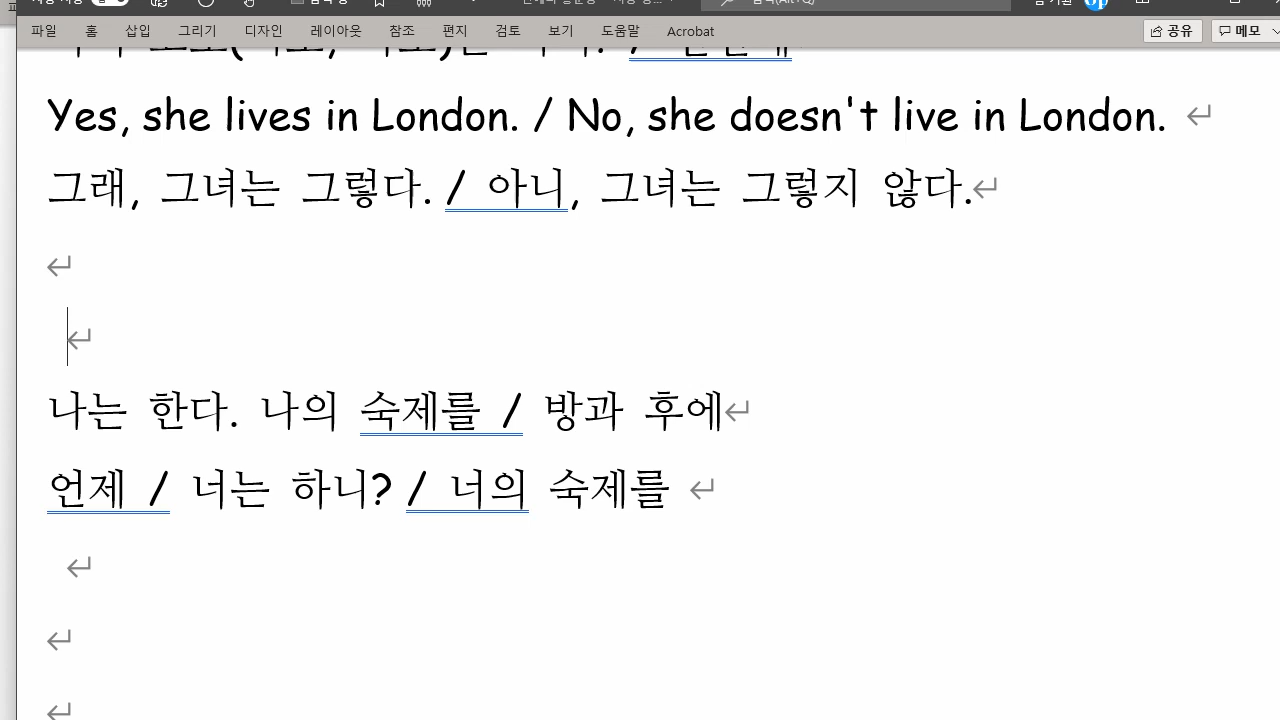 파일 홈 삽입 그리기 디자인 레이아웃 참조 편지 검토 보기 도움말 Acrobat 공유 메모
Yes, she lives in London. / No, she doesn't live in London.
그래, 그녀는 그렇다. / 아니, 그녀는 그렇지 않다.
나는 한다. 나의 숙제를 / 방과 후에
언제 / 너는 하니? / 너의 숙제를